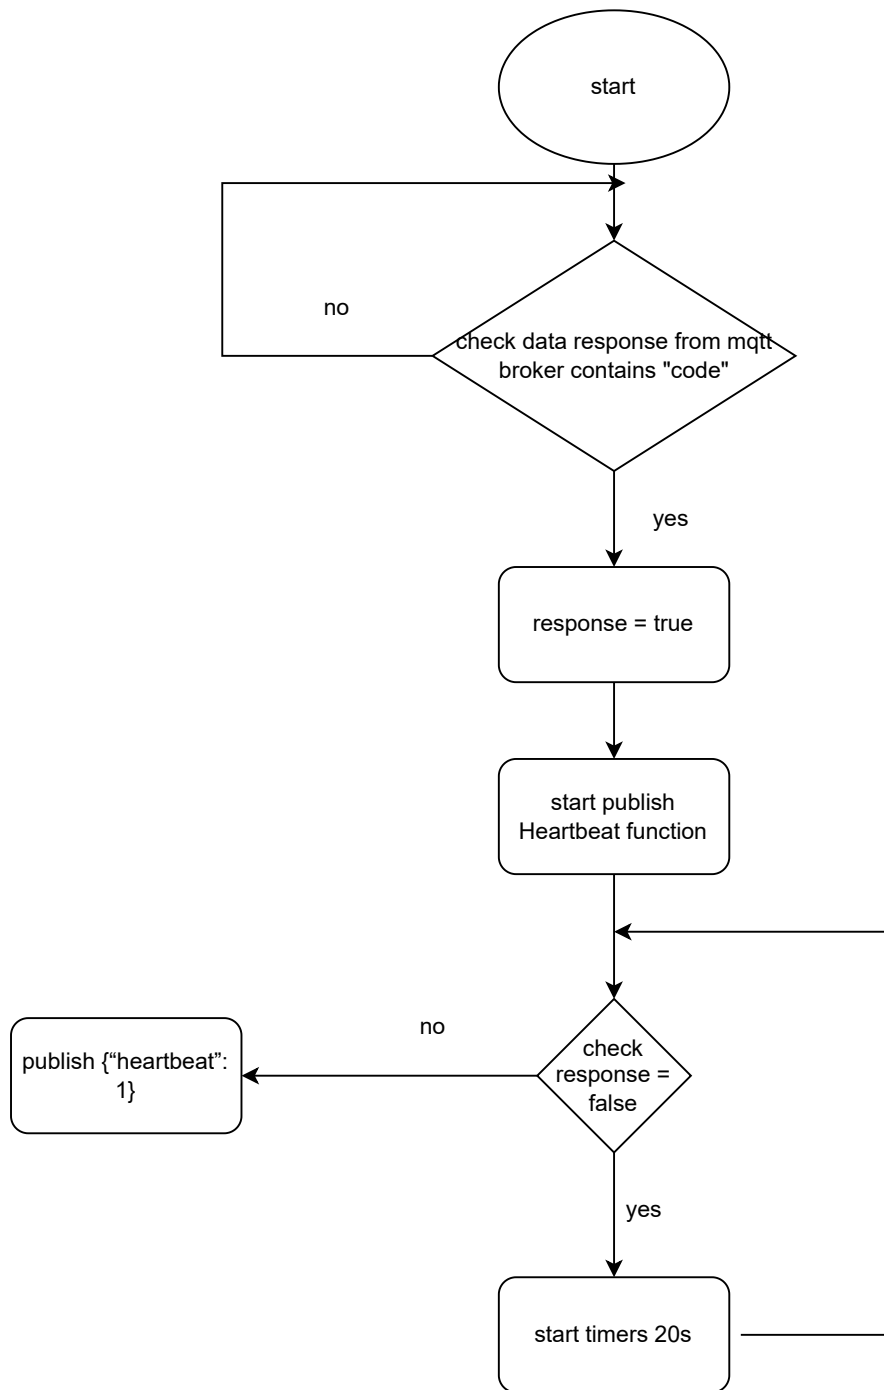 start
no
check data response from mqtt
broker contains "code"
yes
response = true
start publish
Heartbeat function
no
check
response =
false
publish {“heartbeat”:
1}
yes
start timers 20s